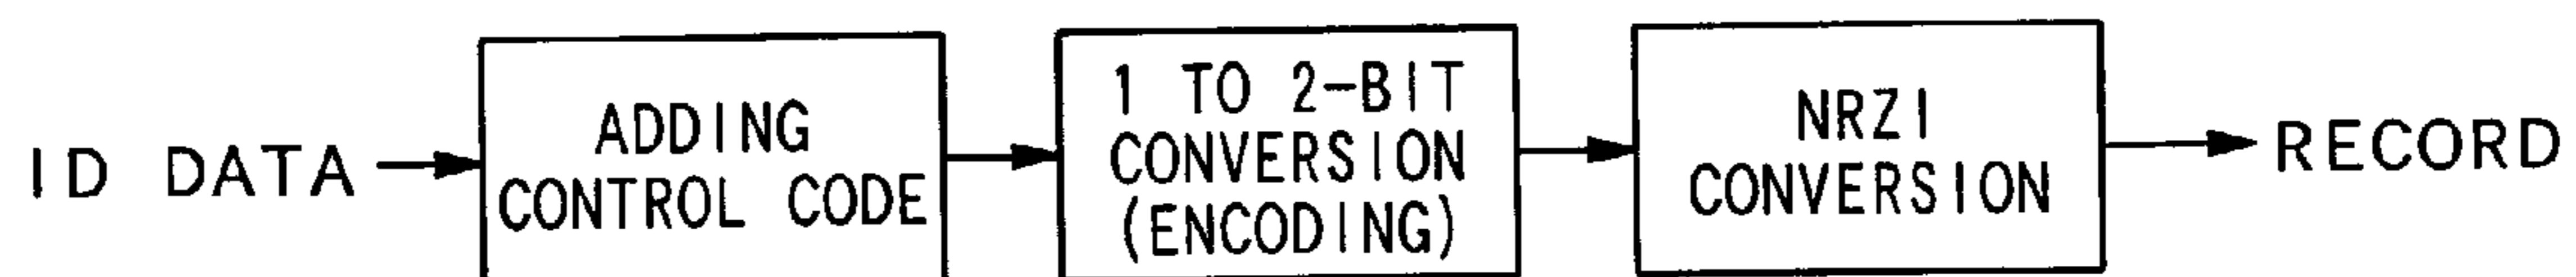 ID DATA
ADDING
CONTROL CODE
1 TO 2-BIT
CONVERSION
(ENCODING)
NRZI
CONVERSION
RECORD